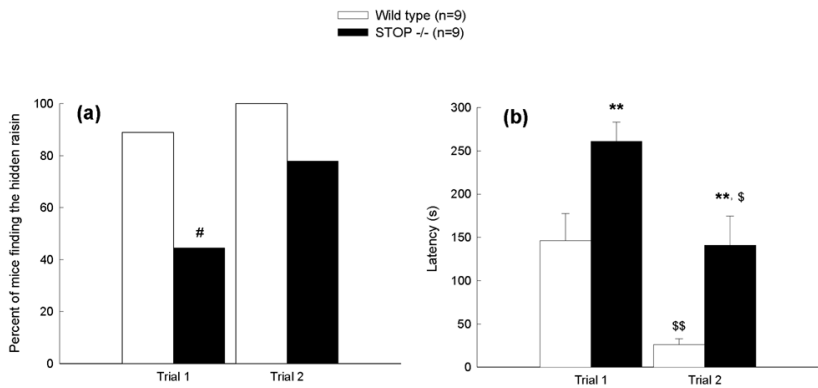 Wild type (n=9)
STOP -/- (n=9)
(a)
Percent of mice finding the hidden raisin
100
80
60
40
20
0
#
Trial 1
Trial 2
(b)
Latency (s)
300
250
200
150
100
50
0
**
**, $
$$
Trial 1
Trial 2